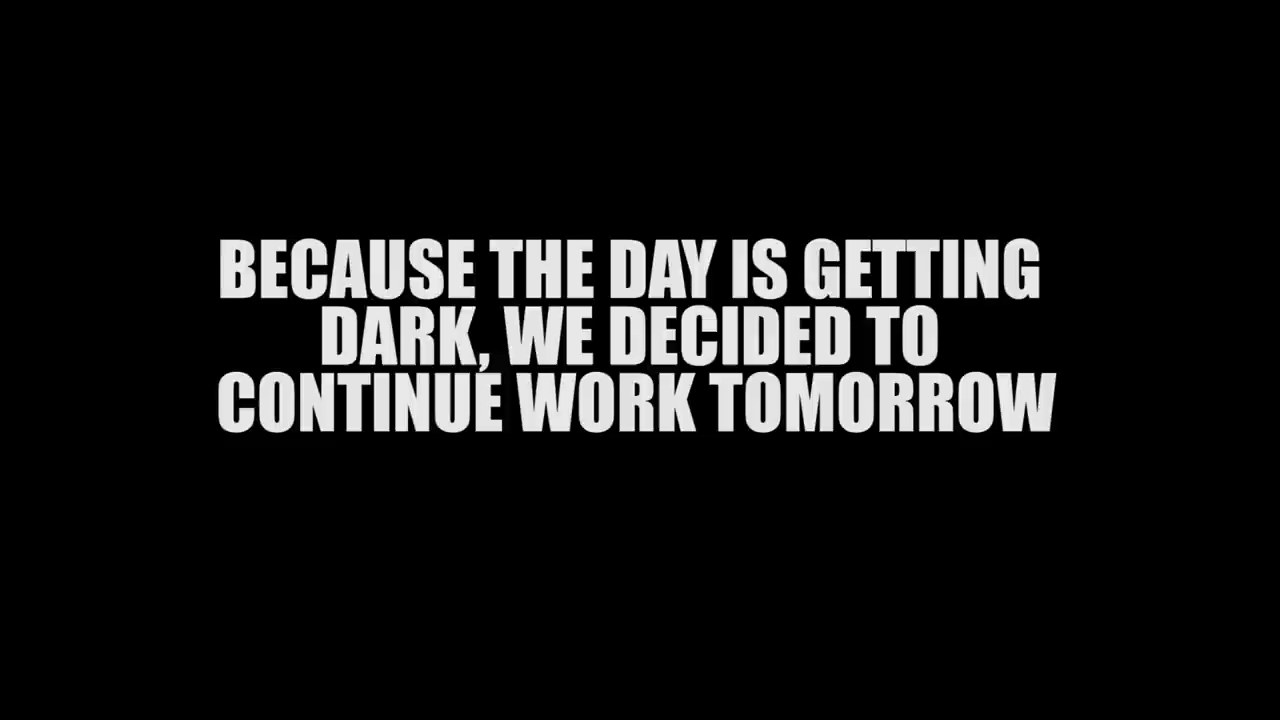 BECAUSE THE DAY IS GETTING
DARK, WE DECIDED TO
CONTINUE WORK TOMORROW